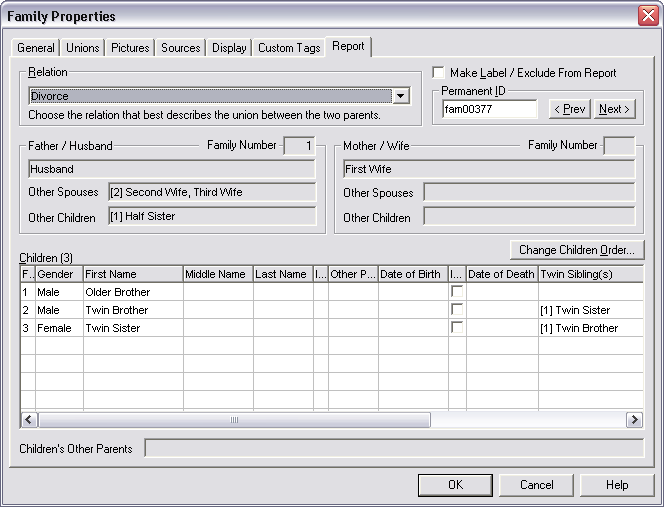 Family Properties
General Unions Pictures Sources Display Custom Tags Report
Relation
Divorce
Choose the relation that best describes the union between the two parents.
Make Label / Exclude From Report
Permanent ID
fam00377 < Prev Next >
Father / Husband Family Number 1
Husband
Other Spouses [2] Second Wife, Third Wife
Other Children [1] Half Sister
Mother / Wife Family Number
First Wife
Other Spouses
Other Children
Change Children Order...
Children (3)
F.. Gender First Name Middle Name Last Name I... Other P... Date of Birth I... Date of Death Twin Sibling(s)
1 Male Older Brother
2 Male Twin Brother [1] Twin Sister
3 Female Twin Sister [1] Twin Brother
Children's Other Parents
OK Cancel Help